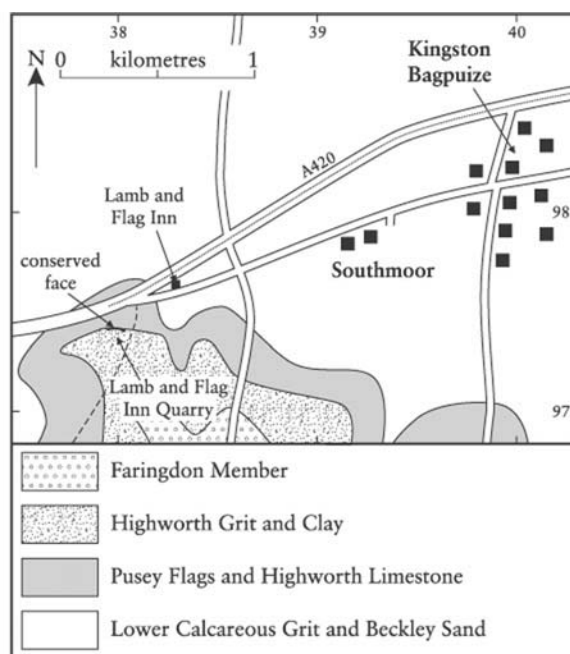 38
39
40
0 kilometres 1
N
Kingston
Bagpuize
A420
Lamb and
Flag Inn
98
conserved
face
Southmoor
Lamb and Flag
Inn Quarry
97
Faringdon Member
Highworth Grit and Clay
Pusey Flags and Highworth Limestone
Lower Calcareous Grit and Beckley Sand